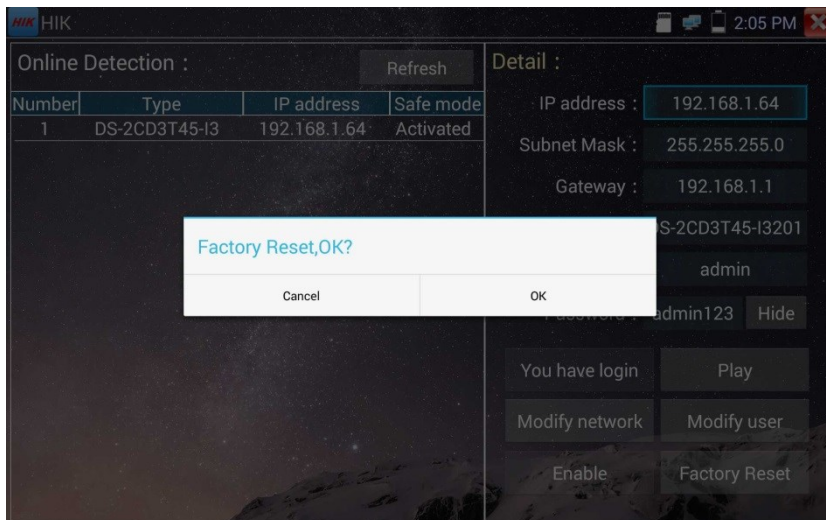 HIK HIK 2:05 PM
Online Detection : Refresh
Number Type IP address Safe mode
1 DS-2CD3T45-I3 192.168.1.64 Activated
Detail :
IP address : 192.168.1.64
Subnet Mask : 255.255.255.0
Gateway : 192.168.1.1
S-2CD3T45-I3201
admin
Password : admin123 Hide
You have login Play
Modify network Modify user
Enable Factory Reset
Factory Reset,OK?
Cancel OK